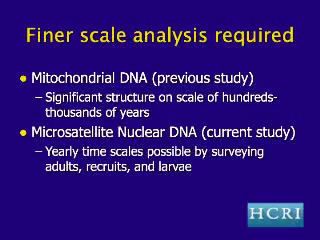 Finer scale analysis required
● Mitochondrial DNA (previous study)
– Significant structure on scale of hundreds-
thousands of years
● Microsatellite Nuclear DNA (current study)
– Yearly time scales possible by surveying
adults, recruits, and larvae
HCRI